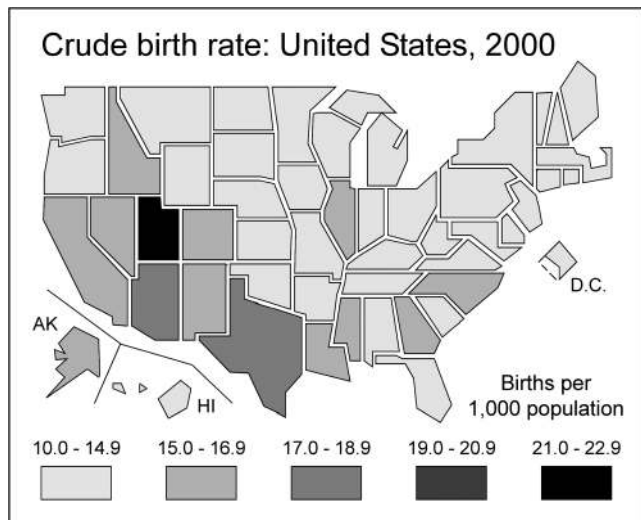 Crude birth rate: United States, 2000
D.C.
AK
HI
Births per
1,000 population
10.0 - 14.9
15.0 - 16.9
17.0 - 18.9
19.0 - 20.9
21.0 - 22.9